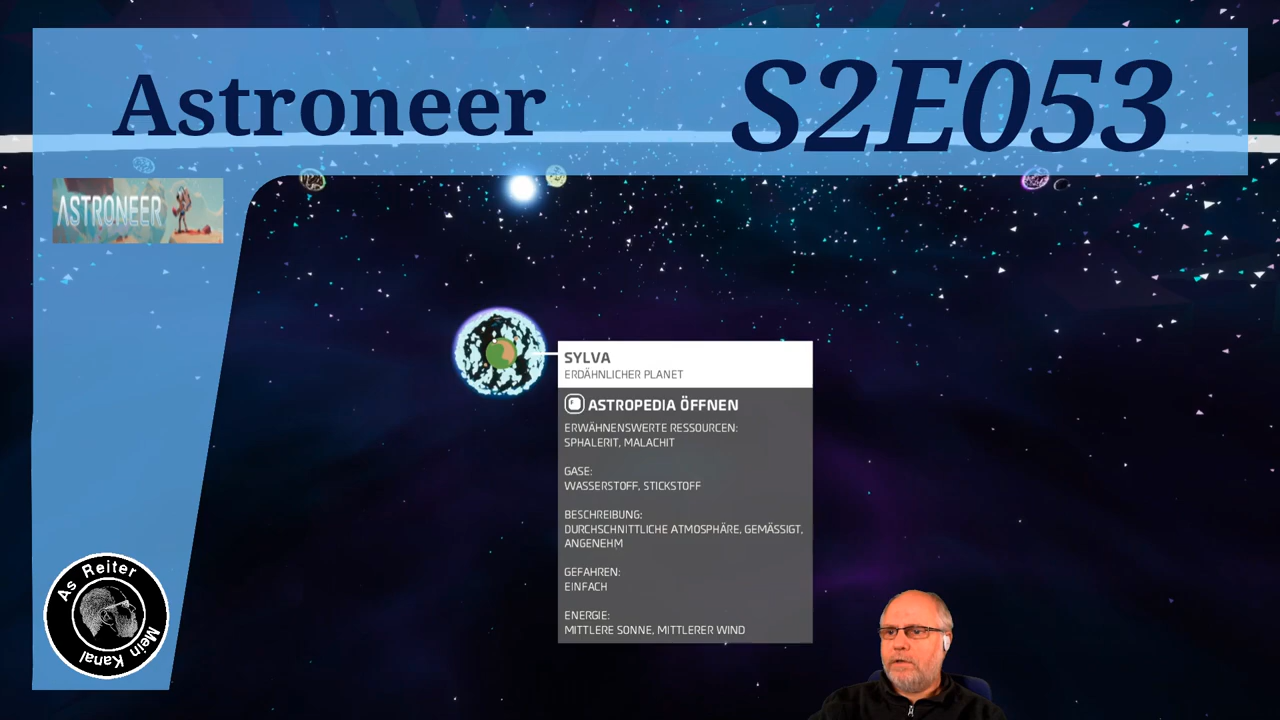 Astroneer
S2E053
ASTRONEER
SYLVA
ERDÄHNLICHER PLANET
ASTROPEDIA ÖFFNEN
ERWÄHNENSWERTE RESSOURCEN:
SPHALERIT, MALACHIT
GASE:
WASSERSTOFF, STICKSTOFF
BESCHREIBUNG:
DURCHSCHNITTLICHE ATMOSPHÄRE, GEMÄSSIGT,
ANGENEHM
GEFAHREN:
EINFACH
ENERGIE:
MITTLERE SONNE, MITTLERER WIND
As Reiter
Mein Kanal